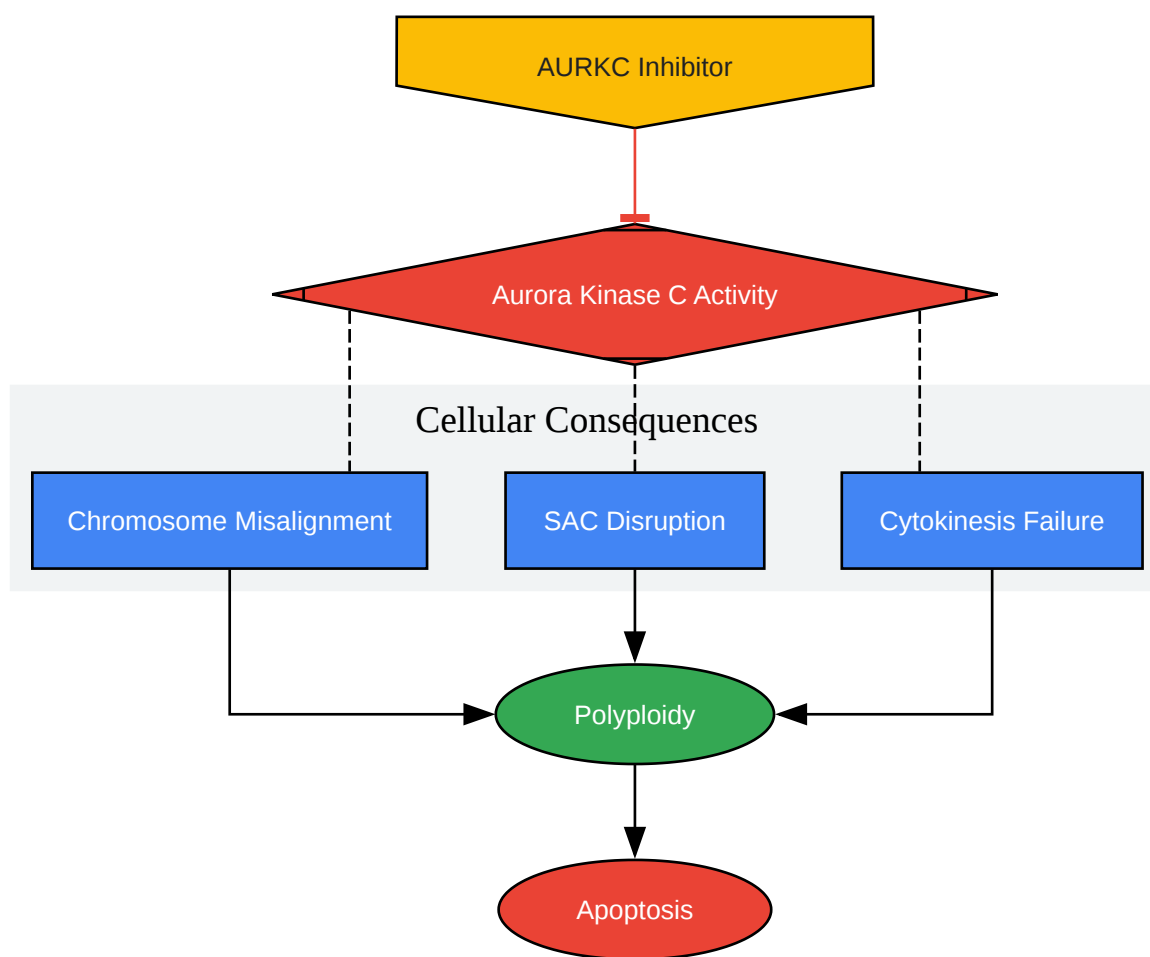 AURKC Inhibitor
Aurora Kinase C Activity
Cellular Consequences
Chromosome Misalignment
SAC Disruption
Cytokinesis Failure
Polyploidy
Apoptosis